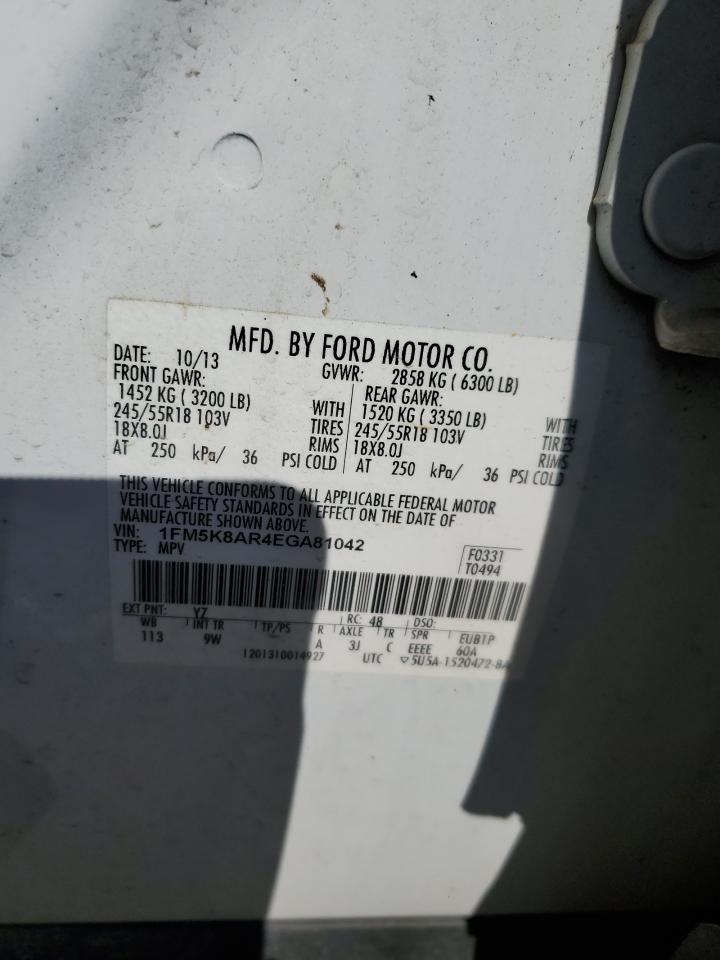 MFD. BY FORD MOTOR CO.
DATE: 10/13 GVWR: 2858 KG ( 6300 LB)
FRONT GAWR: REAR GAWR:
1452 KG ( 3200 LB) WITH 1520 KG ( 3350 LB) WITH
245/55R18 103V TIRES 245/55R18 103V TIRES
18X8.0J RIMS 18X8.0J RIMS
AT 250 kPa/ 36 PSI COLD AT 250 kPa/ 36 PSI COLD
THIS VEHICLE CONFORMS TO ALL APPLICABLE FEDERAL MOTOR
VEHICLE SAFETY STANDARDS IN EFFECT ON THE DATE OF
MANUFACTURE SHOWN ABOVE.
VIN: 1FM5K8AR4EGA81042
TYPE: MPV
F0331
T0494
EXT PNT: YZ RC: 48 DSO:
WB INT TR TP/PS R AXLE TR SPR EUB1P
113 9W A 3J C EEEE 60A
1201310014927 UTC ▽5U5A-1520472-8A